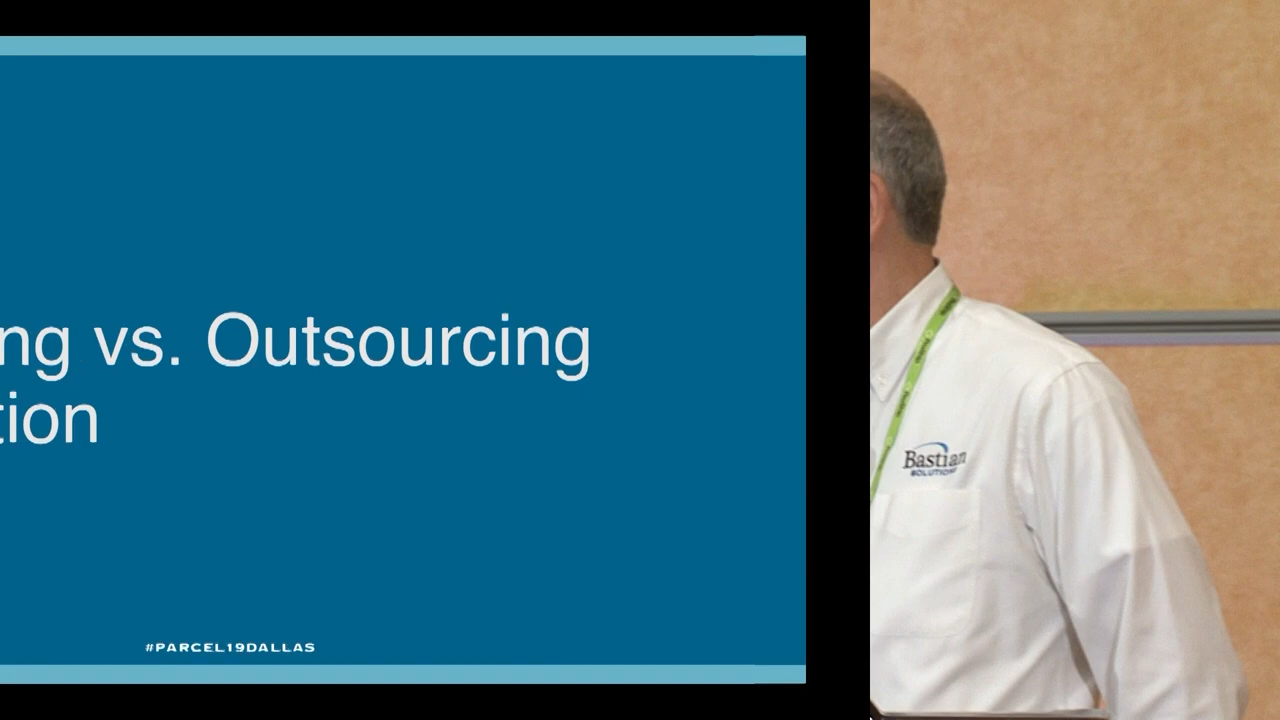 ng vs. Outsourcing
tion
#PARCEL19DALLAS
Bastian
SOLUTIONS